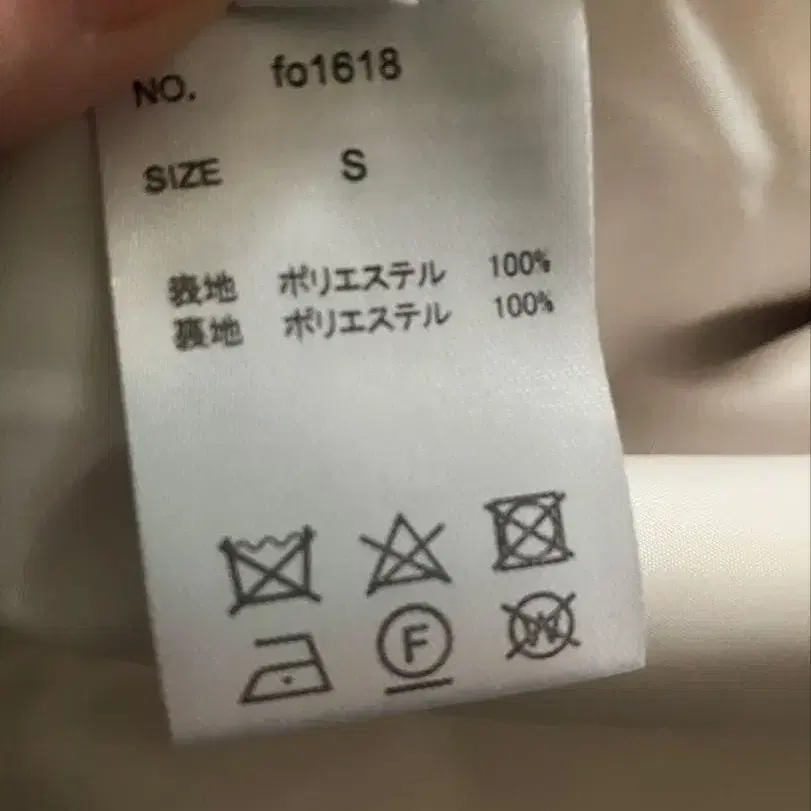 NO. fo1618
SIZE S
表地 ポリエステル 100%
裏地 ポリエステル 100%
F
W